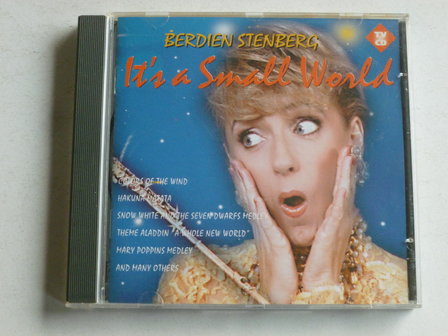 BERDIEN STENBERG
TV
CD
It's a Small World
COLORS OF THE WIND
HAKUNA MATATA
SNOW WHITE AND THE SEVEN DWARFS MEDLEY
THEME ALADDIN "A WHOLE NEW WORLD"
MARY POPPINS MEDLEY
AND MANY OTHERS